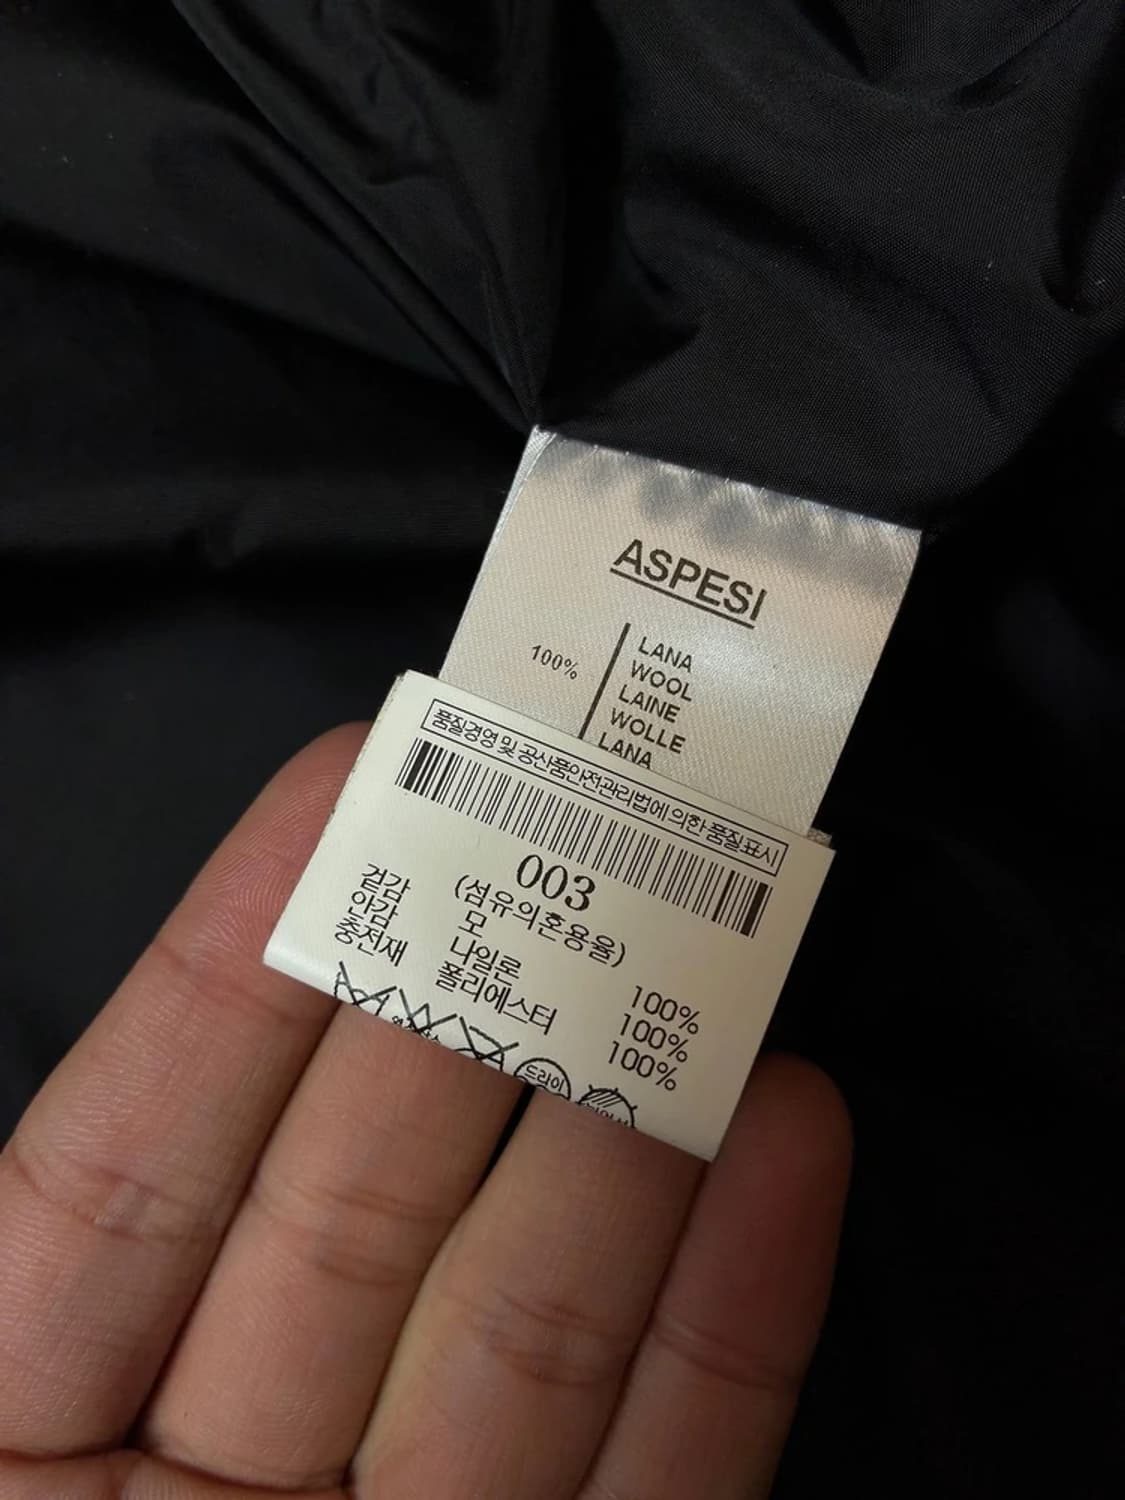 ASPESI
100%
LANA
WOOL
LAINE
WOLLE
LANA
품질경영 및 공산품안전관리법에 의한 품질표시
003
(섬유의혼용율)
겉감 모 100%
안감 나일론 100%
충전재 폴리에스터 100%
드라이